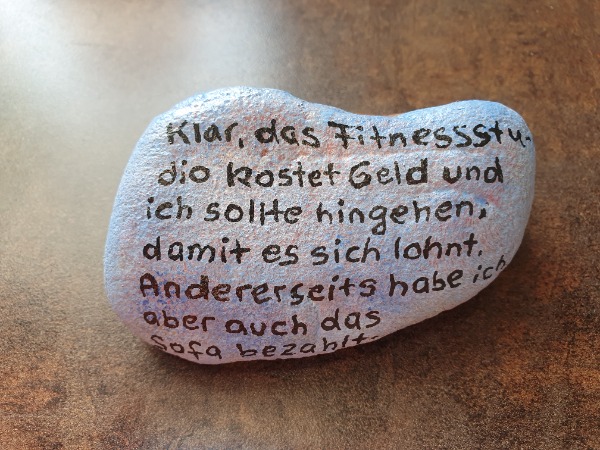 Klar, das Fitnessstu-
dio kostet Geld und
ich sollte hingehen,
damit es sich lohnt.
Andererseits habe ich
aber auch das
Sofa bezahlt.